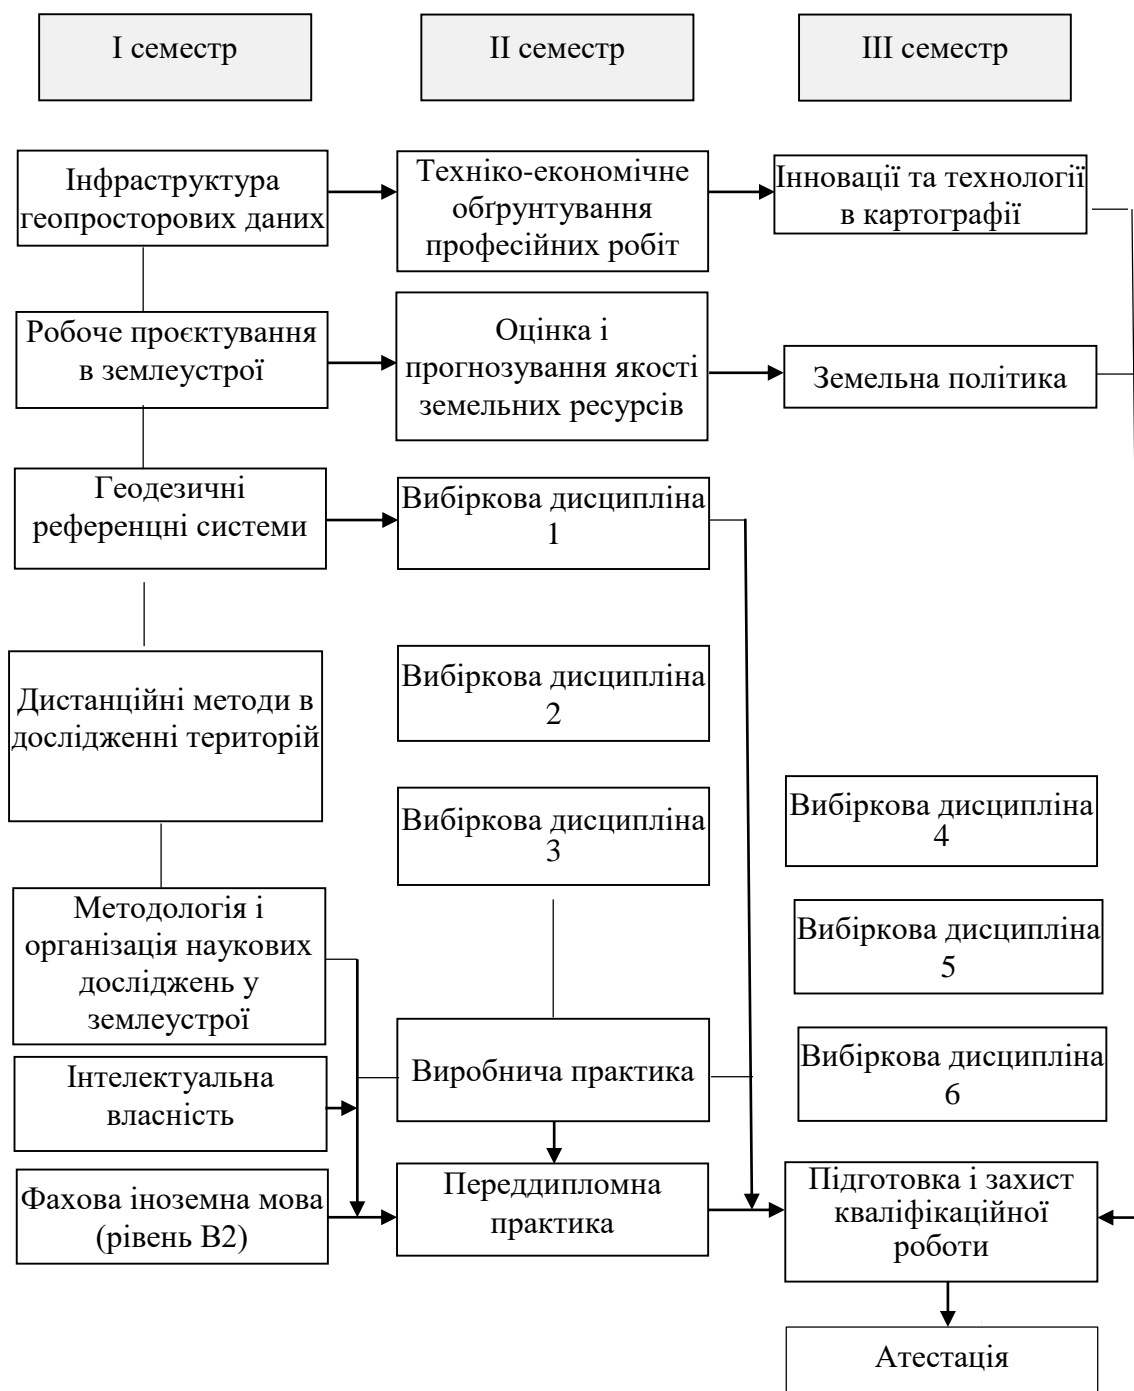 І семестр
ІІ семестр
ІІІ семестр
Інфраструктура
геопросторових даних
Техніко-економічне
обґрунтування
професійних робіт
Інновації та технології
в картографії
Робоче проєктування
в землеустрої
Оцінка і
прогнозування якості
земельних ресурсів
Земельна політика
Геодезичні
референцні системи
Вибіркова дисципліна
1
Дистанційні методи в
дослідженні територій
Вибіркова дисципліна
2
Вибіркова дисципліна
3
Вибіркова дисципліна
4
Методологія і
організація наукових
досліджень у
землеустрої
Вибіркова дисципліна
5
Інтелектуальна
власність
Виробнича практика
Вибіркова дисципліна
6
Фахова іноземна мова
(рівень В2)
Переддипломна
практика
Підготовка і захист
кваліфікаційної
роботи
Атестація